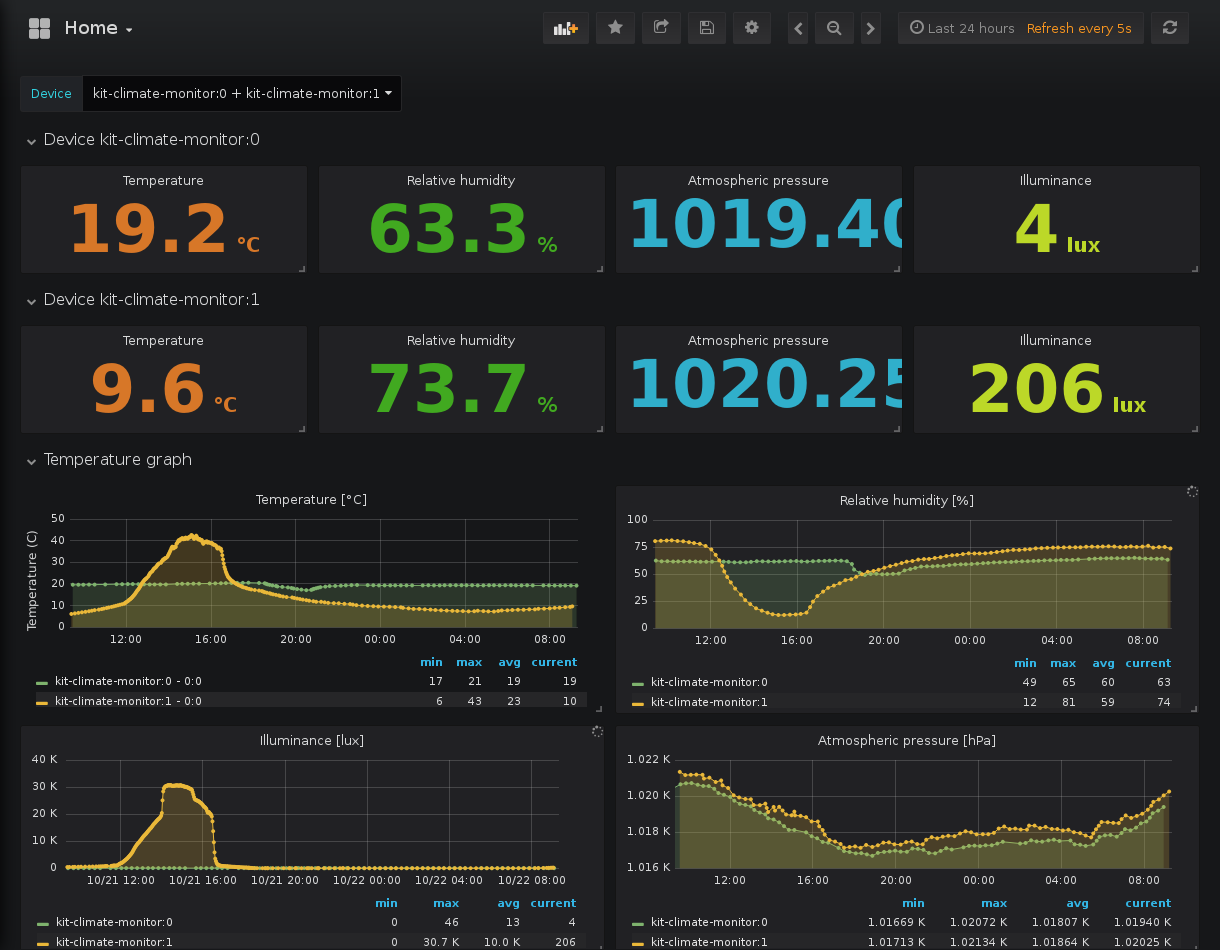 Home
Last 24 hours Refresh every 5s
Device kit-climate-monitor:0 + kit-climate-monitor:1
Device kit-climate-monitor:0
Temperature Relative humidity Atmospheric pressure Illuminance
19.2 °C 63.3 % 1019.40 4 lux
Device kit-climate-monitor:1
Temperature Relative humidity Atmospheric pressure Illuminance
9.6 °C 73.7 % 1020.25 206 lux
Temperature graph
Temperature [°C]
Temperature (C)
50
40
30
20
10
0
12:00 16:00 20:00 00:00 04:00 08:00
min max avg current
kit-climate-monitor:0 - 0:0 17 21 19 19
kit-climate-monitor:1 - 0:0 6 43 23 10
Relative humidity [%]
100
75
50
25
0
12:00 16:00 20:00 00:00 04:00 08:00
min max avg current
kit-climate-monitor:0 49 65 60 63
kit-climate-monitor:1 12 81 59 74
Illuminance [lux]
40 K
30 K
20 K
10 K
0
10/21 12:00 10/21 16:00 10/21 20:00 10/22 00:00 10/22 04:00 10/22 08:00
min max avg current
kit-climate-monitor:0 0 46 13 4
kit-climate-monitor:1 0 30.7 K 10.0 K 206
Atmospheric pressure [hPa]
1.022 K
1.020 K
1.018 K
1.016 K
12:00 16:00 20:00 00:00 04:00 08:00
min max avg current
kit-climate-monitor:0 1.01669 K 1.02072 K 1.01807 K 1.01940 K
kit-climate-monitor:1 1.01713 K 1.02134 K 1.01864 K 1.02025 K